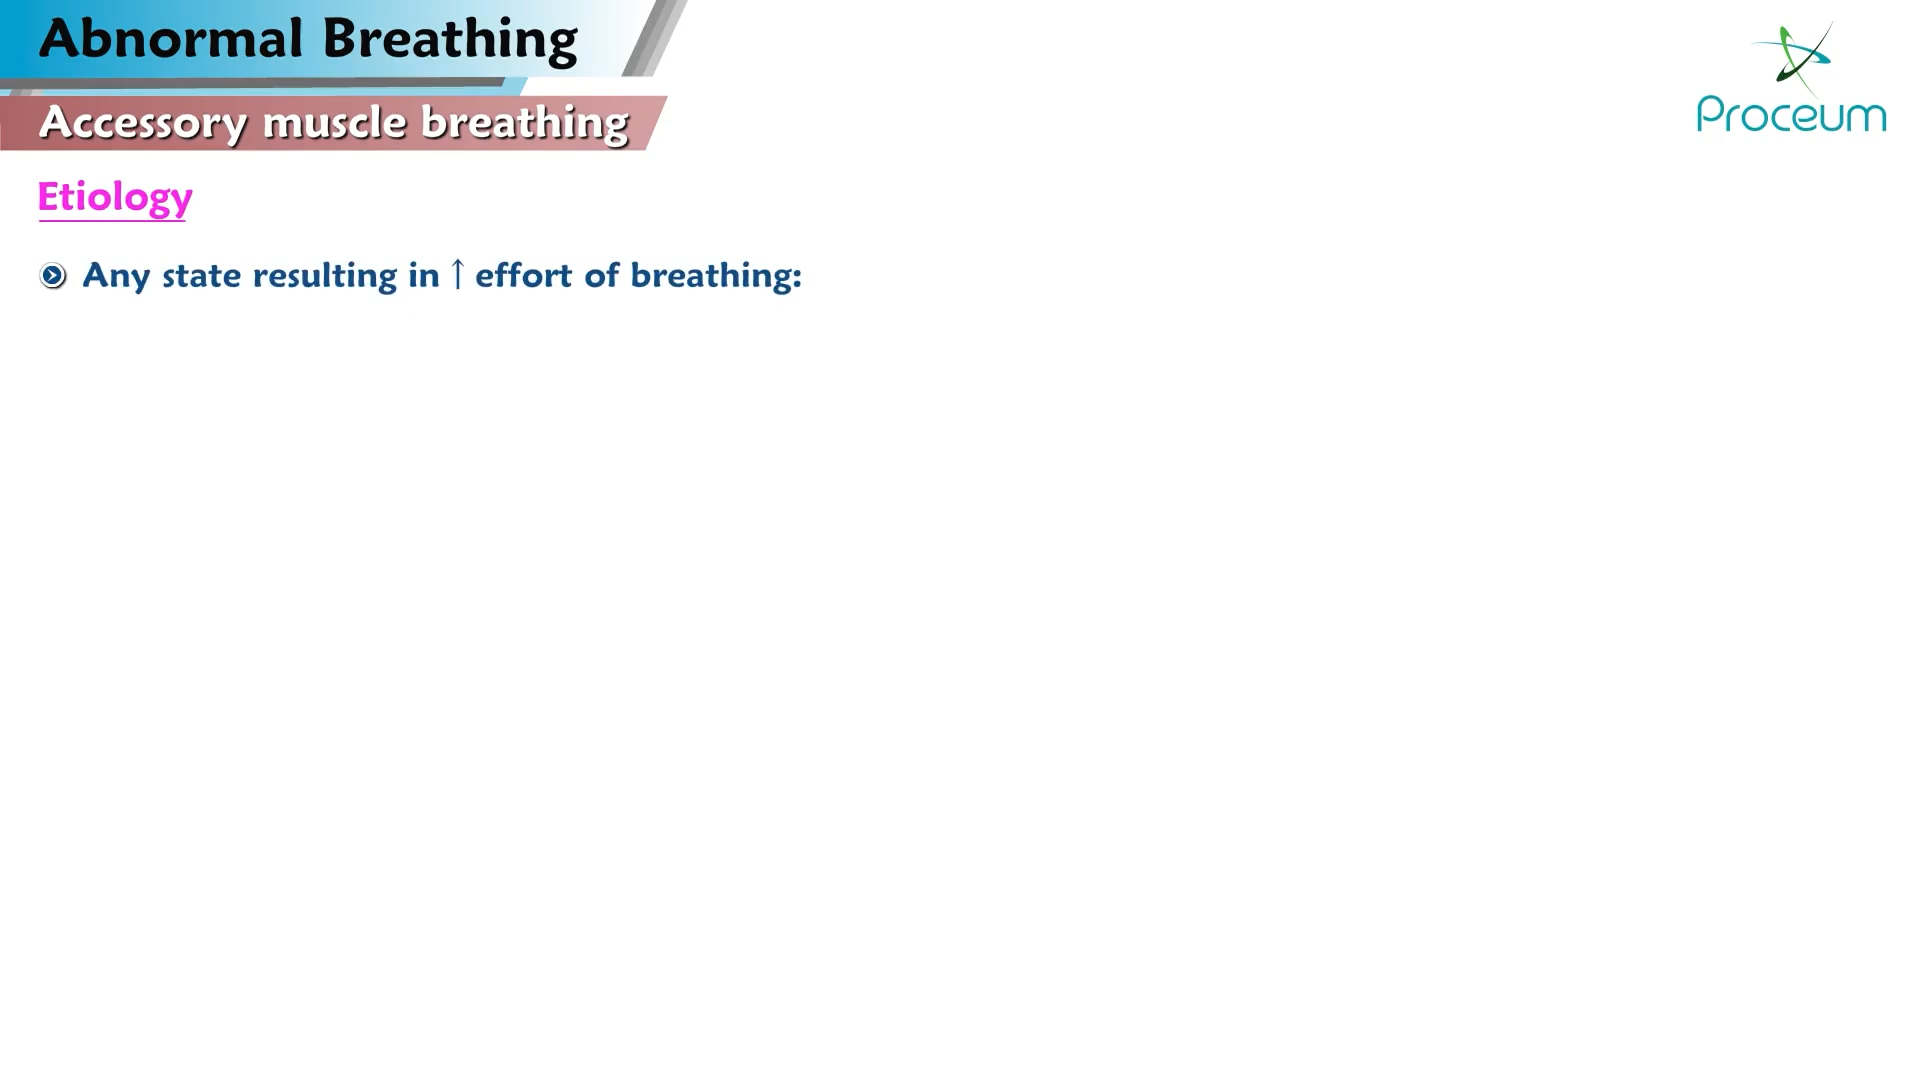 Abnormal Breathing
Proceum
Accessory muscle breathing
Etiology
Any state resulting in ↑ effort of breathing: